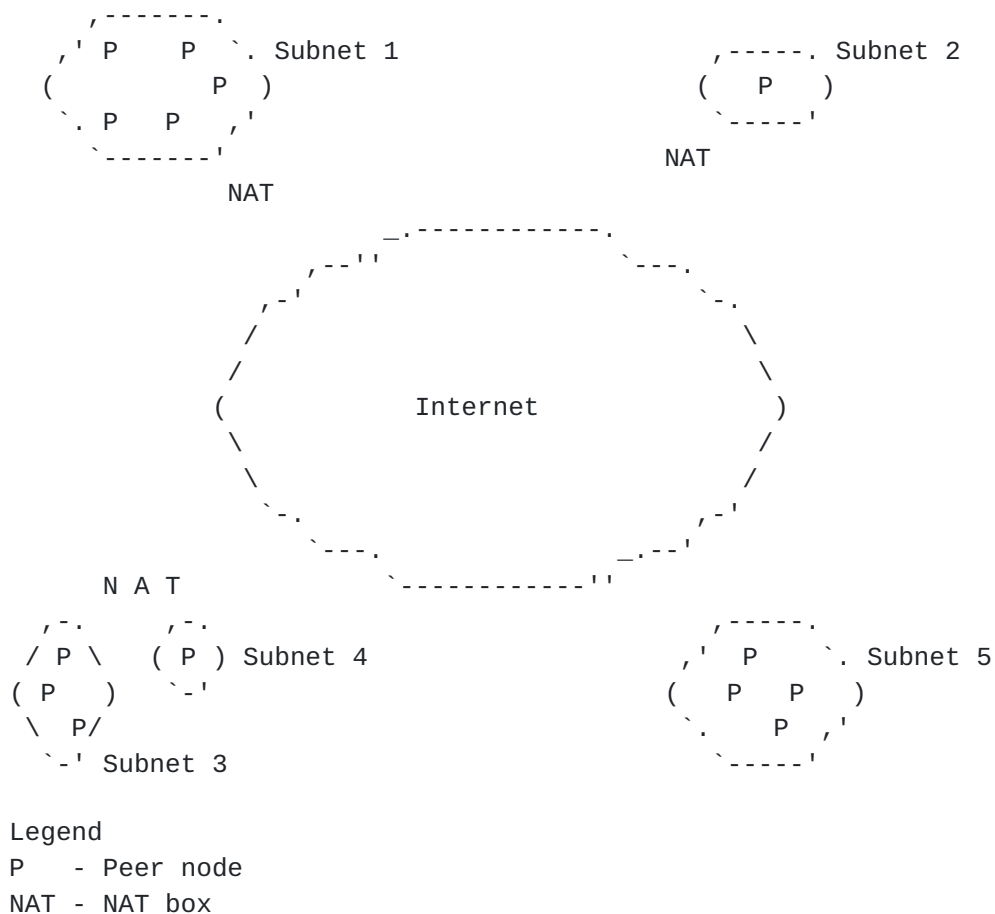 ,-------.
   ,' P    P  `. Subnet 1                    ,-----. Subnet 2
  (          P  )                           (   P   )
   `. P   P   ,'                             `-----'
     `-------'                            NAT
              NAT
                        _.------------.
                   ,--''               `---.
                ,-'                         `-.
               /                               \
              /                                 \
             (            Internet               )
              \                                 /
               \                               /
                `-.                         ,-'
                   `---.               _.--'
      N A T             `------------''
  ,-.     ,-.                                ,-----.
 / P \   ( P ) Subnet 4                    ,'  P    `. Subnet 5
( P   )   `-'                             (   P   P   )
 \  P/                                     `.    P  ,'
  `-' Subnet 3                               `-----'
Legend
P   - Peer node
NAT - NAT box